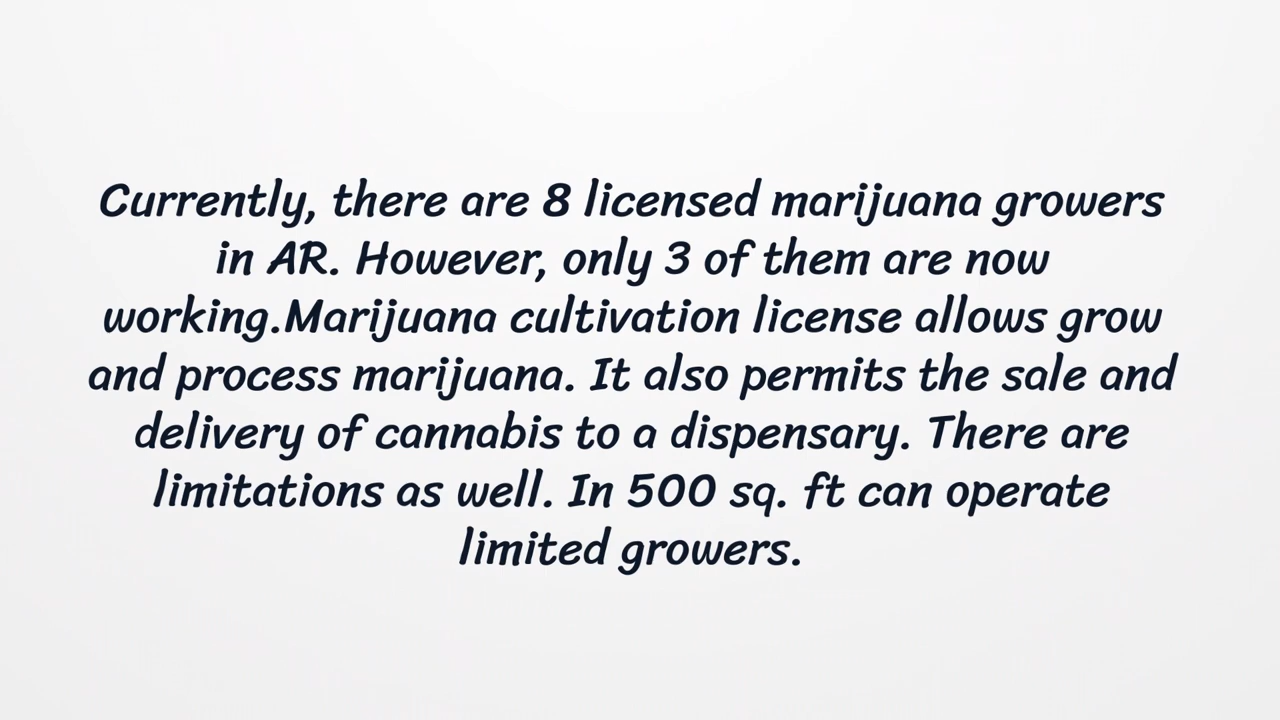 Currently, there are 8 licensed marijuana growers
in AR. However, only 3 of them are now
working.Marijuana cultivation license allows grow
and process marijuana. It also permits the sale and
delivery of cannabis to a dispensary. There are
limitations as well. In 500 sq. ft can operate
limited growers.